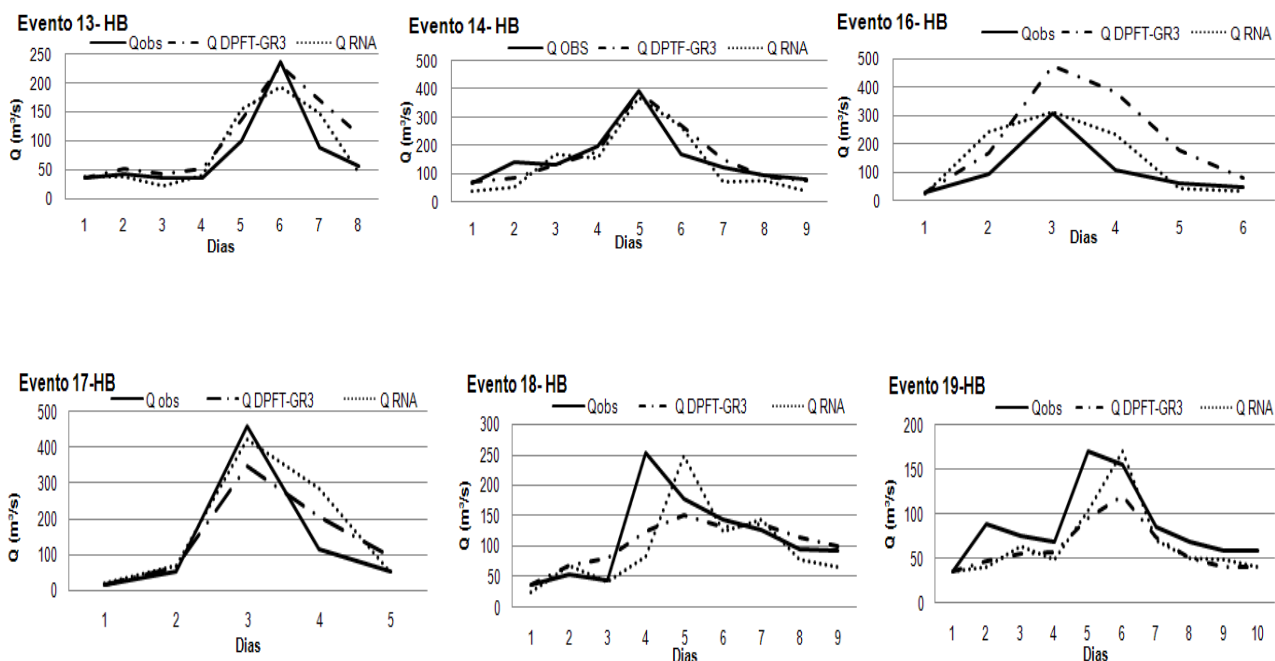 Evento 13- HB
Qobs Q DPFT-GR3 Q RNA
Q (m³/s)
250
200
150
100
50
0
1 2 3 4 5 6 7 8
Dias
Evento 14- HB
Q OBS Q DPTF-GR3 Q RNA
Q (m³/s)
500
400
300
200
100
0
1 2 3 4 5 6 7 8 9
Dias
Evento 16- HB
Qobs Q DPFT-GR3 Q RNA
Q (m³/s)
500
400
300
200
100
0
1 2 3 4 5 6
Dias
Evento 17-HB
Q obs Q DPFT-GR3 Q RNA
Q (m³/s)
500
400
300
200
100
0
1 2 3 4 5
Dias
Evento 18- HB
Qobs Q DPFT-GR3 Q RNA
Q (m³/s)
300
250
200
150
100
50
0
1 2 3 4 5 6 7 8 9
Dias
Evento 19-HB
Qobs Q DPFT-GR3 Q RNA
Q (m³/s)
200
150
100
50
0
1 2 3 4 5 6 7 8 9 10
Dias